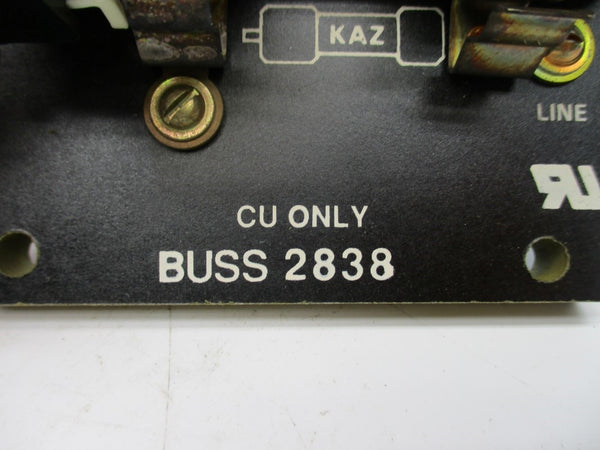 KAZ
LINE
CU ONLY
BUSS 2838